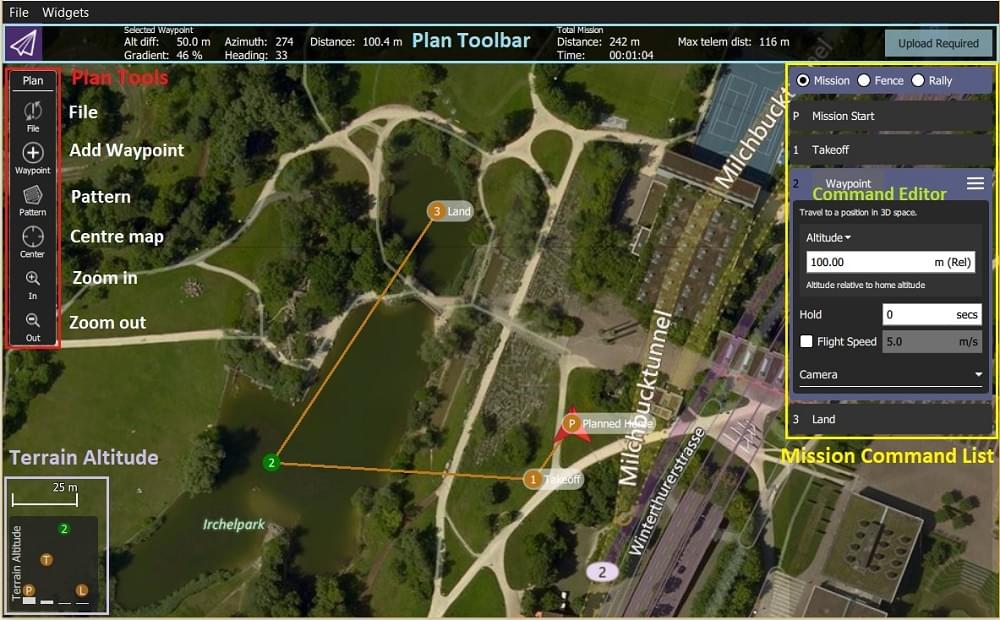 File Widgets
Selected Waypoint
Alt diff: 50.0 m Azimuth: 274 Distance: 100.4 m
Gradient: 46 % Heading: 33
Plan Toolbar
Total Mission
Distance: 242 m Max telem dist: 116 m
Time: 00:01:04
Upload Required
Plan
Plan Tools
File
File
Waypoint
Add Waypoint
Pattern
Pattern
Center
Centre map
In
Zoom in
Out
Zoom out
Mission Fence Rally
P Mission Start
1 Takeoff
2 Waypoint
Command Editor
Travel to a position in 3D space.
Altitude
100.00 m (Rel)
Altitude relative to home altitude
Hold 0 secs
Flight Speed 5.0 m/s
Camera
3 Land
Mission Command List
Milchbucktunnel
3 Land
P Planned Home
Milchbucktunnel
2
1 Takeoff
Winterthurerstrasse
Irchelpark
2
Terrain Altitude
25 m
Terrain Altitude
2
T
P L